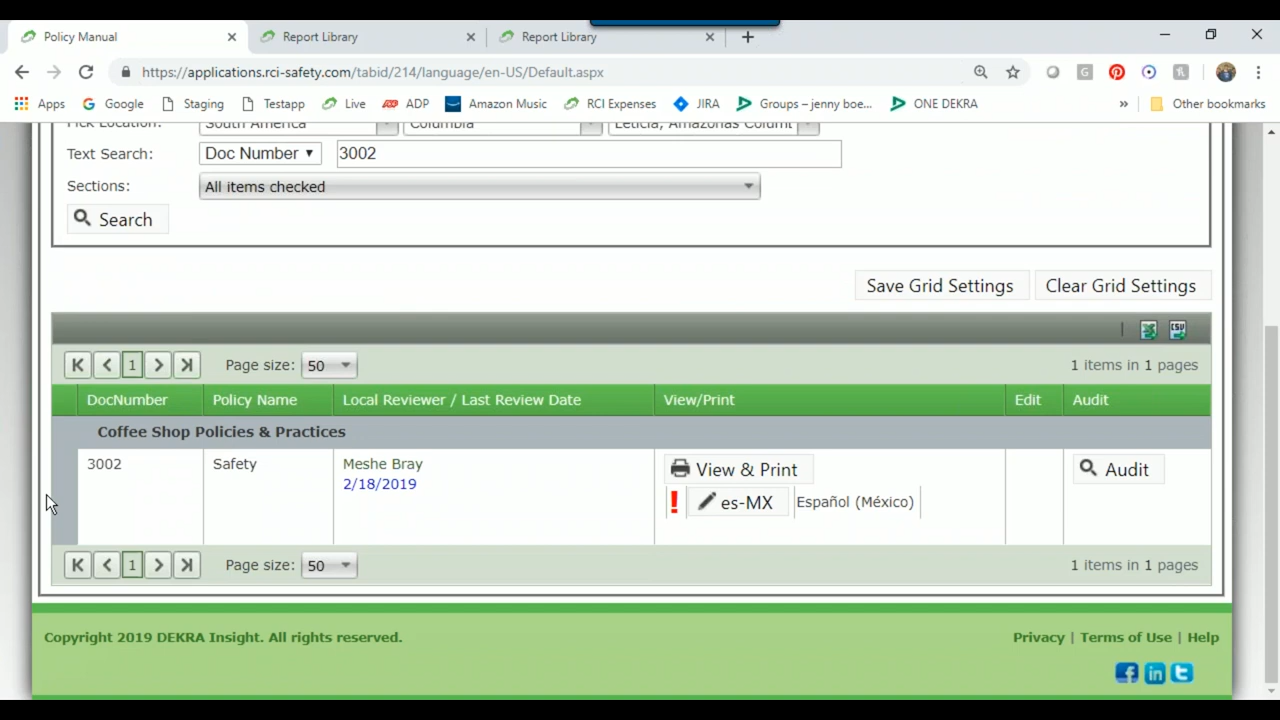 Policy Manual
Report Library
Report Library
https://applications.rci-safety.com/tabid/214/language/en-US/Default.aspx
Apps Google Staging Testapp Live ADP Amazon Music RCI Expenses JIRA Groups – jenny boe... ONE DEKRA » Other bookmarks
Pick Location: South America Columbia Leticia, Amazonas Columb
Text Search: Doc Number 3002
Sections: All items checked
Search
Save Grid Settings Clear Grid Settings
CSV
1 Page size: 50 1 items in 1 pages
DocNumber Policy Name Local Reviewer / Last Review Date View/Print Edit Audit
Coffee Shop Policies & Practices
3002 Safety Meshe Bray View & Print Audit
2/18/2019
! es-MX Español (México)
1 Page size: 50 1 items in 1 pages
Copyright 2019 DEKRA Insight. All rights reserved. Privacy | Terms of Use | Help